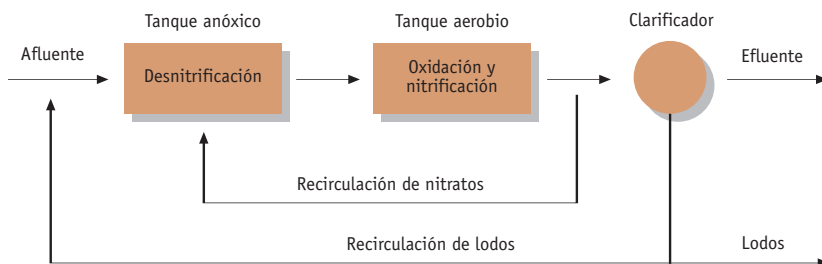 Tanque anóxico
Tanque aerobio
Clarificador
Afluente
Desnitrificación
Oxidación y
nitrificación
Efluente
Recirculación de nitratos
Recirculación de lodos
Lodos